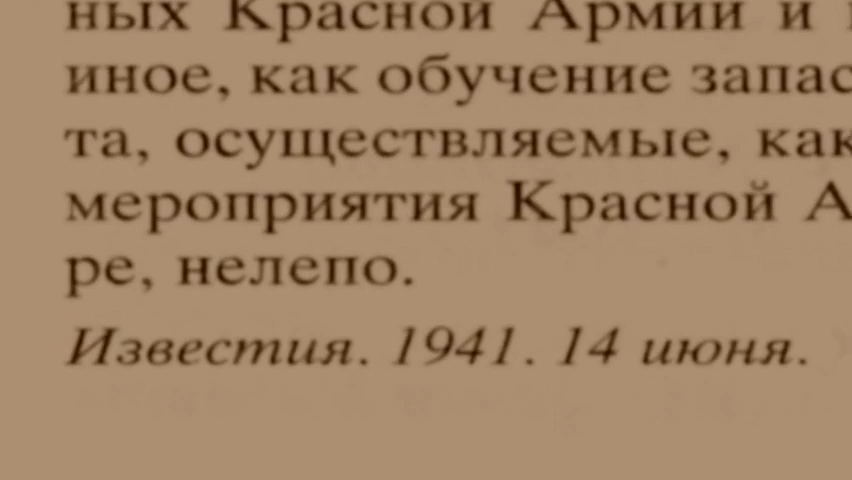 ных Красной Армии и
иное, как обучение запас
та, осуществляемые, как
мероприятия Красной А
ре, нелепо.
Известия. 1941. 14 июня.